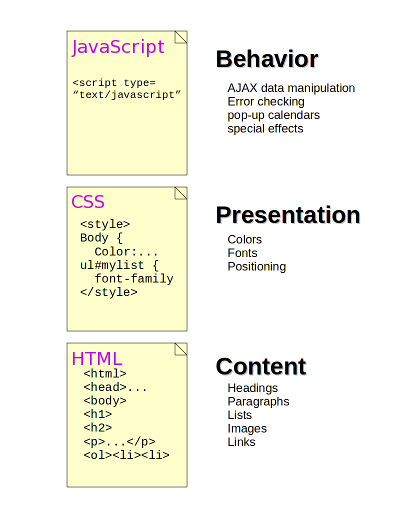 JavaScript
<script type=
“text/javascript”
Behavior
AJAX data manipulation
Error checking
pop-up calendars
special effects
CSS
<style>
Body {
Color:...
ul#mylist {
font-family
</style>
Presentation
Colors
Fonts
Positioning
HTML
<html>
<head>...
<body>
<h1>
<h2>
<p>...</p>
<ol><li><li>
Content
Headings
Paragraphs
Lists
Images
Links